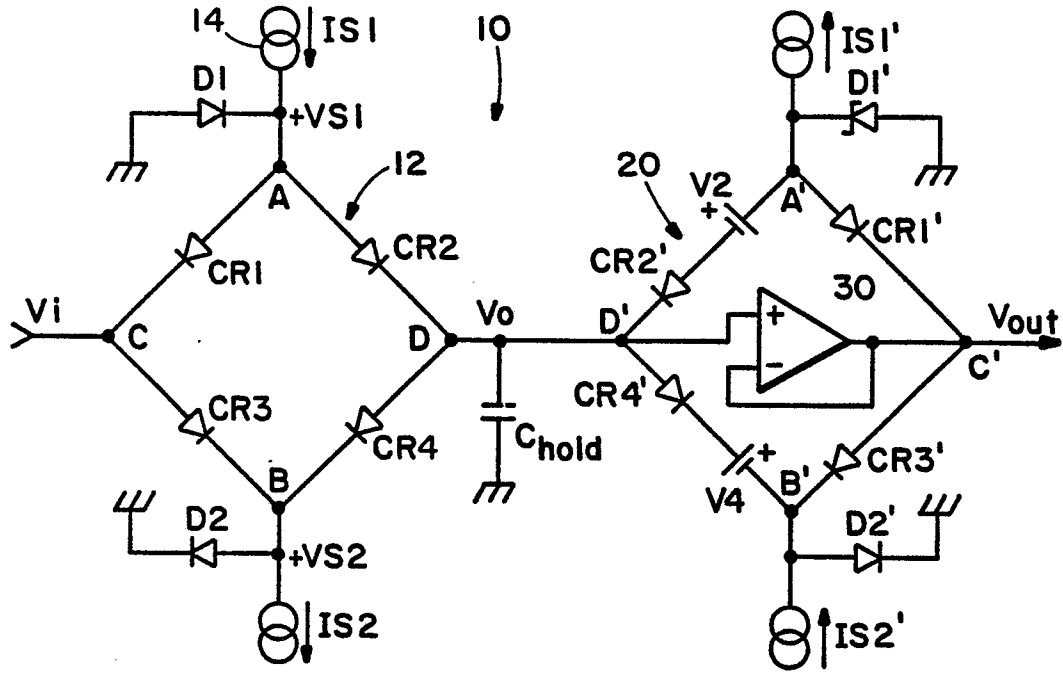 14
IS1
10
IS1'
D1
+VS1
D1'
A
12
20
V2
+
A'
CR1
CR2
CR2'
CR1'
30
Vi
C
D
Vo
D'
+
−
Vout
C'
CR3
CR4
Chold
CR4'
+
V4
CR3'
B
B'
D2
+VS2
D2'
IS2
IS2'